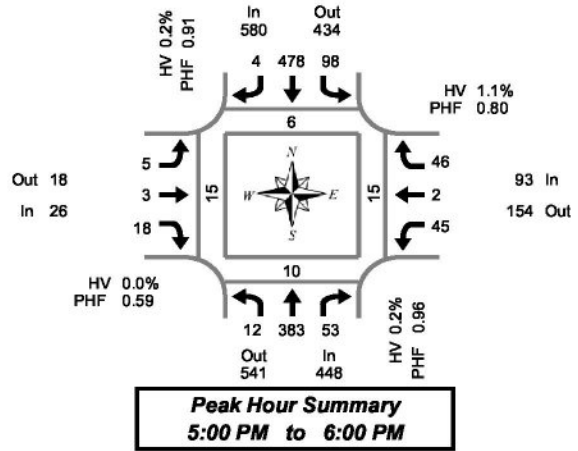 In Out
580 434
HV 0.2%
PHF 0.91
4 478 98
HV 1.1%
PHF 0.80
6
5
3
18
Out 18
In 26
15
N
W E
S
15
46
2
45
93 In
154 Out
10
HV 0.0%
PHF 0.59
12 383 53
HV 0.2%
PHF 0.96
Out In
541 448
Peak Hour Summary
5:00 PM to 6:00 PM